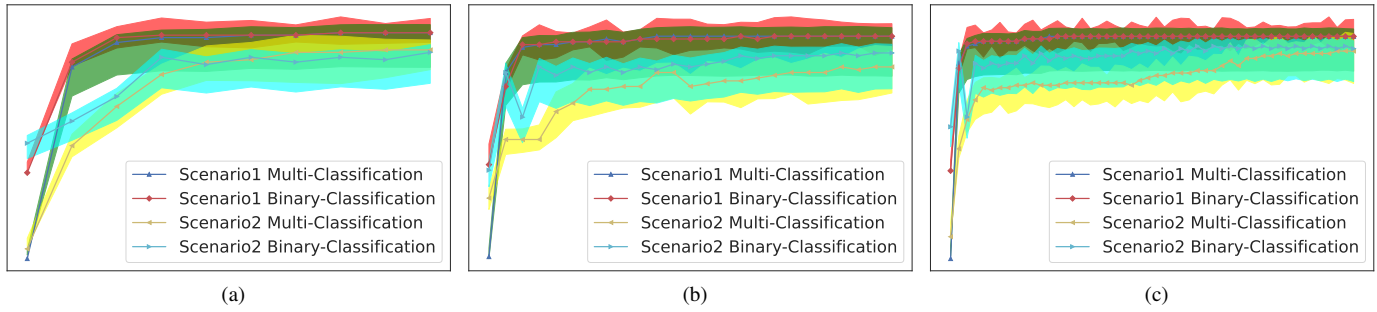 Scenario1 Multi-Classification
Scenario1 Binary-Classification
Scenario2 Multi-Classification
Scenario2 Binary-Classification
(a)
Scenario1 Multi-Classification
Scenario1 Binary-Classification
Scenario2 Multi-Classification
Scenario2 Binary-Classification
(b)
Scenario1 Multi-Classification
Scenario1 Binary-Classification
Scenario2 Multi-Classification
Scenario2 Binary-Classification
(c)